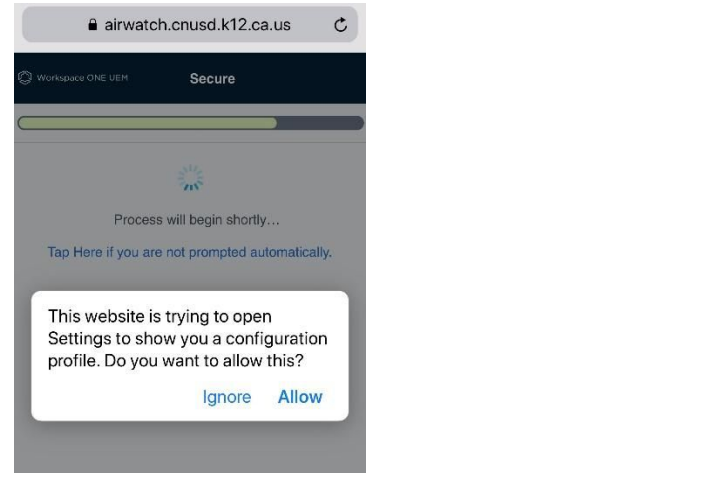 airwatch.cnusd.k12.ca.us
Workspace ONE UEM Secure
Process will begin shortly...
Tap Here if you are not prompted automatically.
This website is trying to open
Settings to show you a configuration
profile. Do you want to allow this?
Ignore Allow